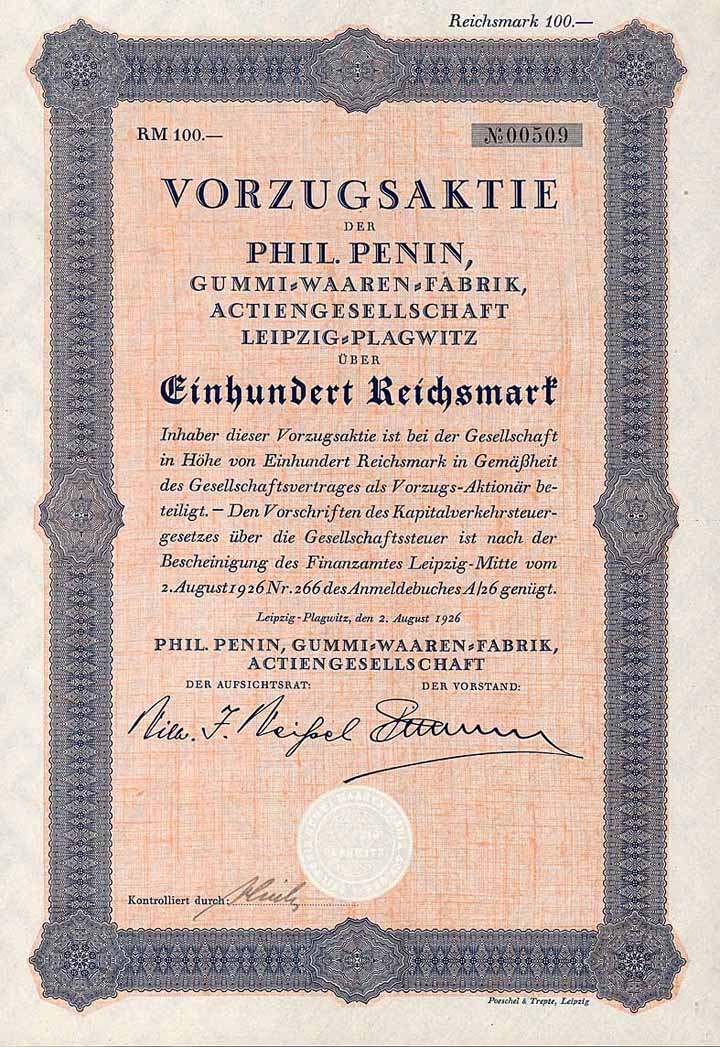 Reichsmark 100.—
RM 100.—
№ 00509
VORZUGSAKTIE
DER
PHIL. PENIN,
GUMMI-WAAREN-FABRIK,
ACTIENGESELLSCHAFT
LEIPZIG-PLAGWITZ
ÜBER
Einhundert Reichsmark
Inhaber dieser Vorzugsaktie ist bei der Gesellschaft
in Höhe von Einhundert Reichsmark in Gemäßheit
des Gesellschaftsvertrages als Vorzugs-Aktionär be-
teiligt. — Den Vorschriften des Kapitalverkehrsteuer-
gesetzes über die Gesellschaftssteuer ist nach der
Bescheinigung des Finanzamtes Leipzig-Mitte vom
2. August 1926 Nr. 266 des Anmeldebuches A/26 genügt.
Leipzig-Plagwitz, den 2. August 1926
PHIL. PENIN, GUMMI-WAAREN-FABRIK,
ACTIENGESELLSCHAFT
DER AUFSICHTSRAT: DER VORSTAND:
PLAGWITZ
Kontrolliert durch:
Poeschel & Trepte, Leipzig